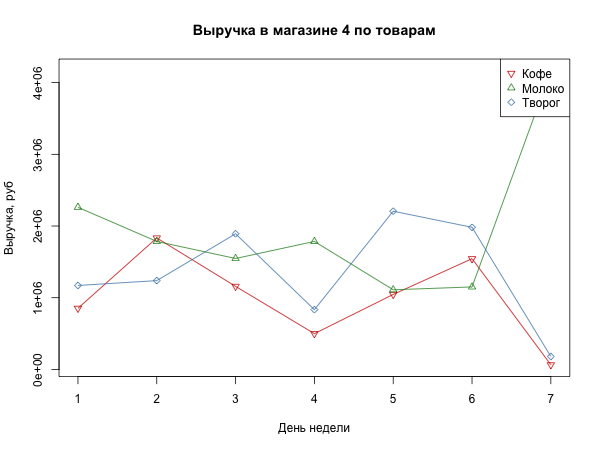 Выручка в магазине 4 по товарам
Кофе
Молоко
Творог
Выручка, руб
4e+06
3e+06
2e+06
1e+06
0e+00
1 2 3 4 5 6 7
День недели